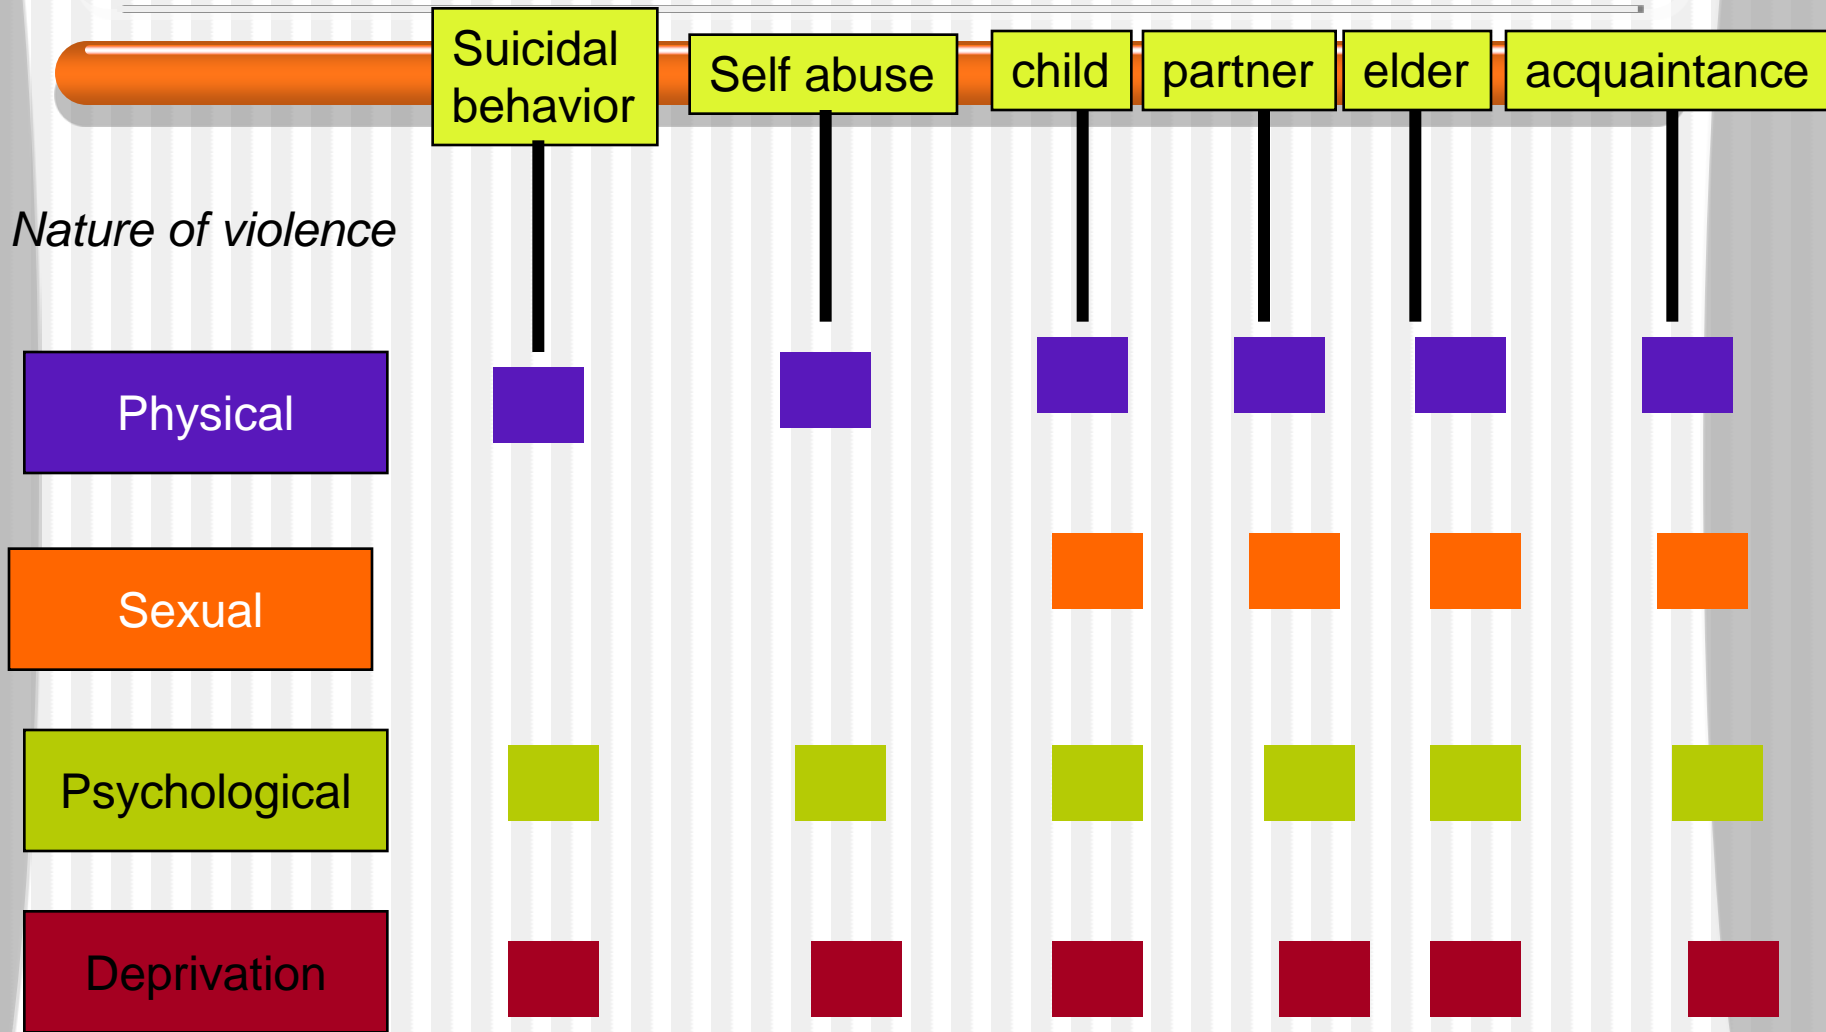 Suicidal
behavior
Self abuse
child
partner
elder
acquaintance
Nature of violence
Physical
Sexual
Psychological
Deprivation